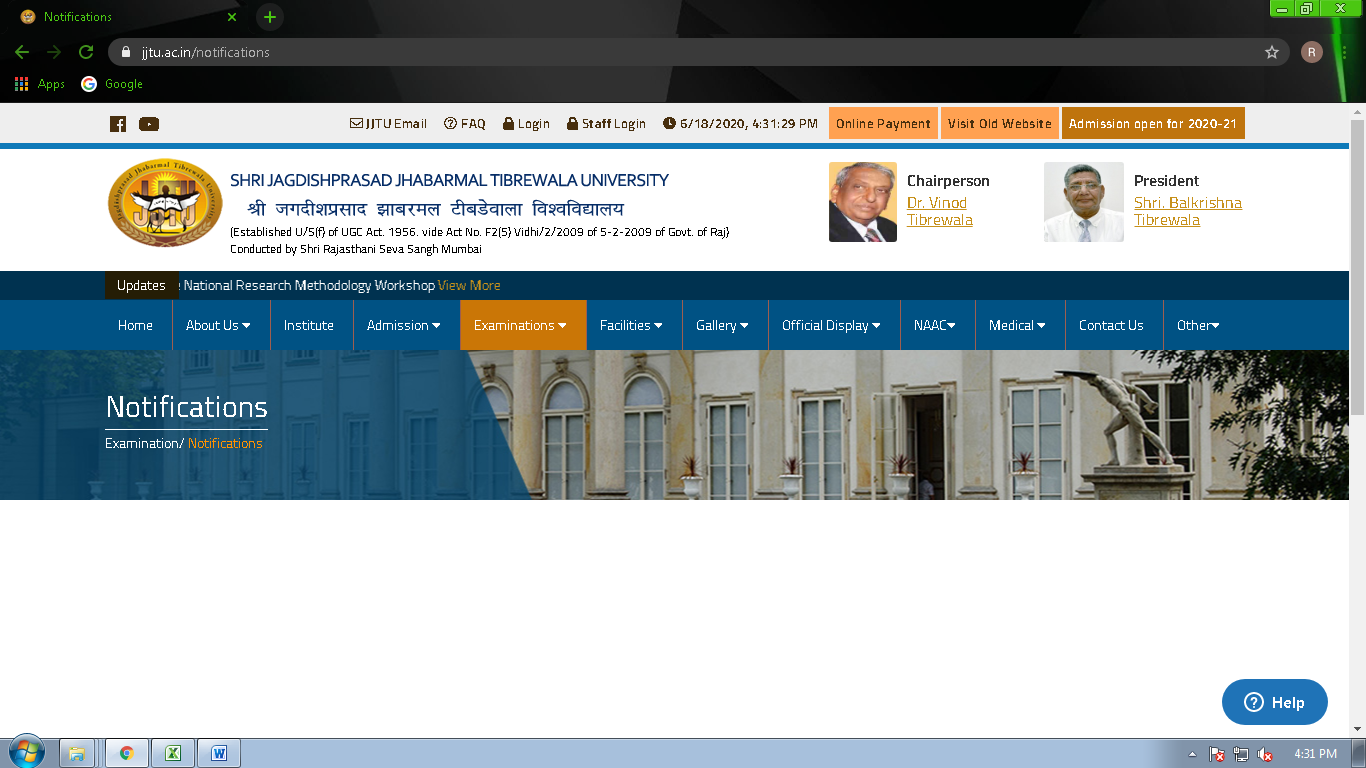 Notifications
jjtu.ac.in/notifications
R
Apps Google
JJTU Email FAQ Login Staff Login 6/18/2020, 4:31:29 PM Online Payment Visit Old Website Admission open for 2020-21
SHRI JAGDISHPRASAD JHABARMAL TIBREWALA UNIVERSITY
श्री जगदीशप्रसाद झाबरमल टीबडेवाला विश्वविद्यालय
(Established U/S(f) of UGC Act. 1956. vide Act No. F2(5) Vidhi/2/2009 of 5-2-2009 of Govt. of Raj)
Conducted by Shri Rajasthani Seva Sangh Mumbai
Chairperson
Dr. Vinod
Tibrewala
President
Shri. Balkrishna
Tibrewala
Updates National Research Methodology Workshop View More
Home About Us Institute Admission Examinations Facilities Gallery Official Display NAAC Medical Contact Us Other
Notifications
Examination/ Notifications
Help
4:31 PM